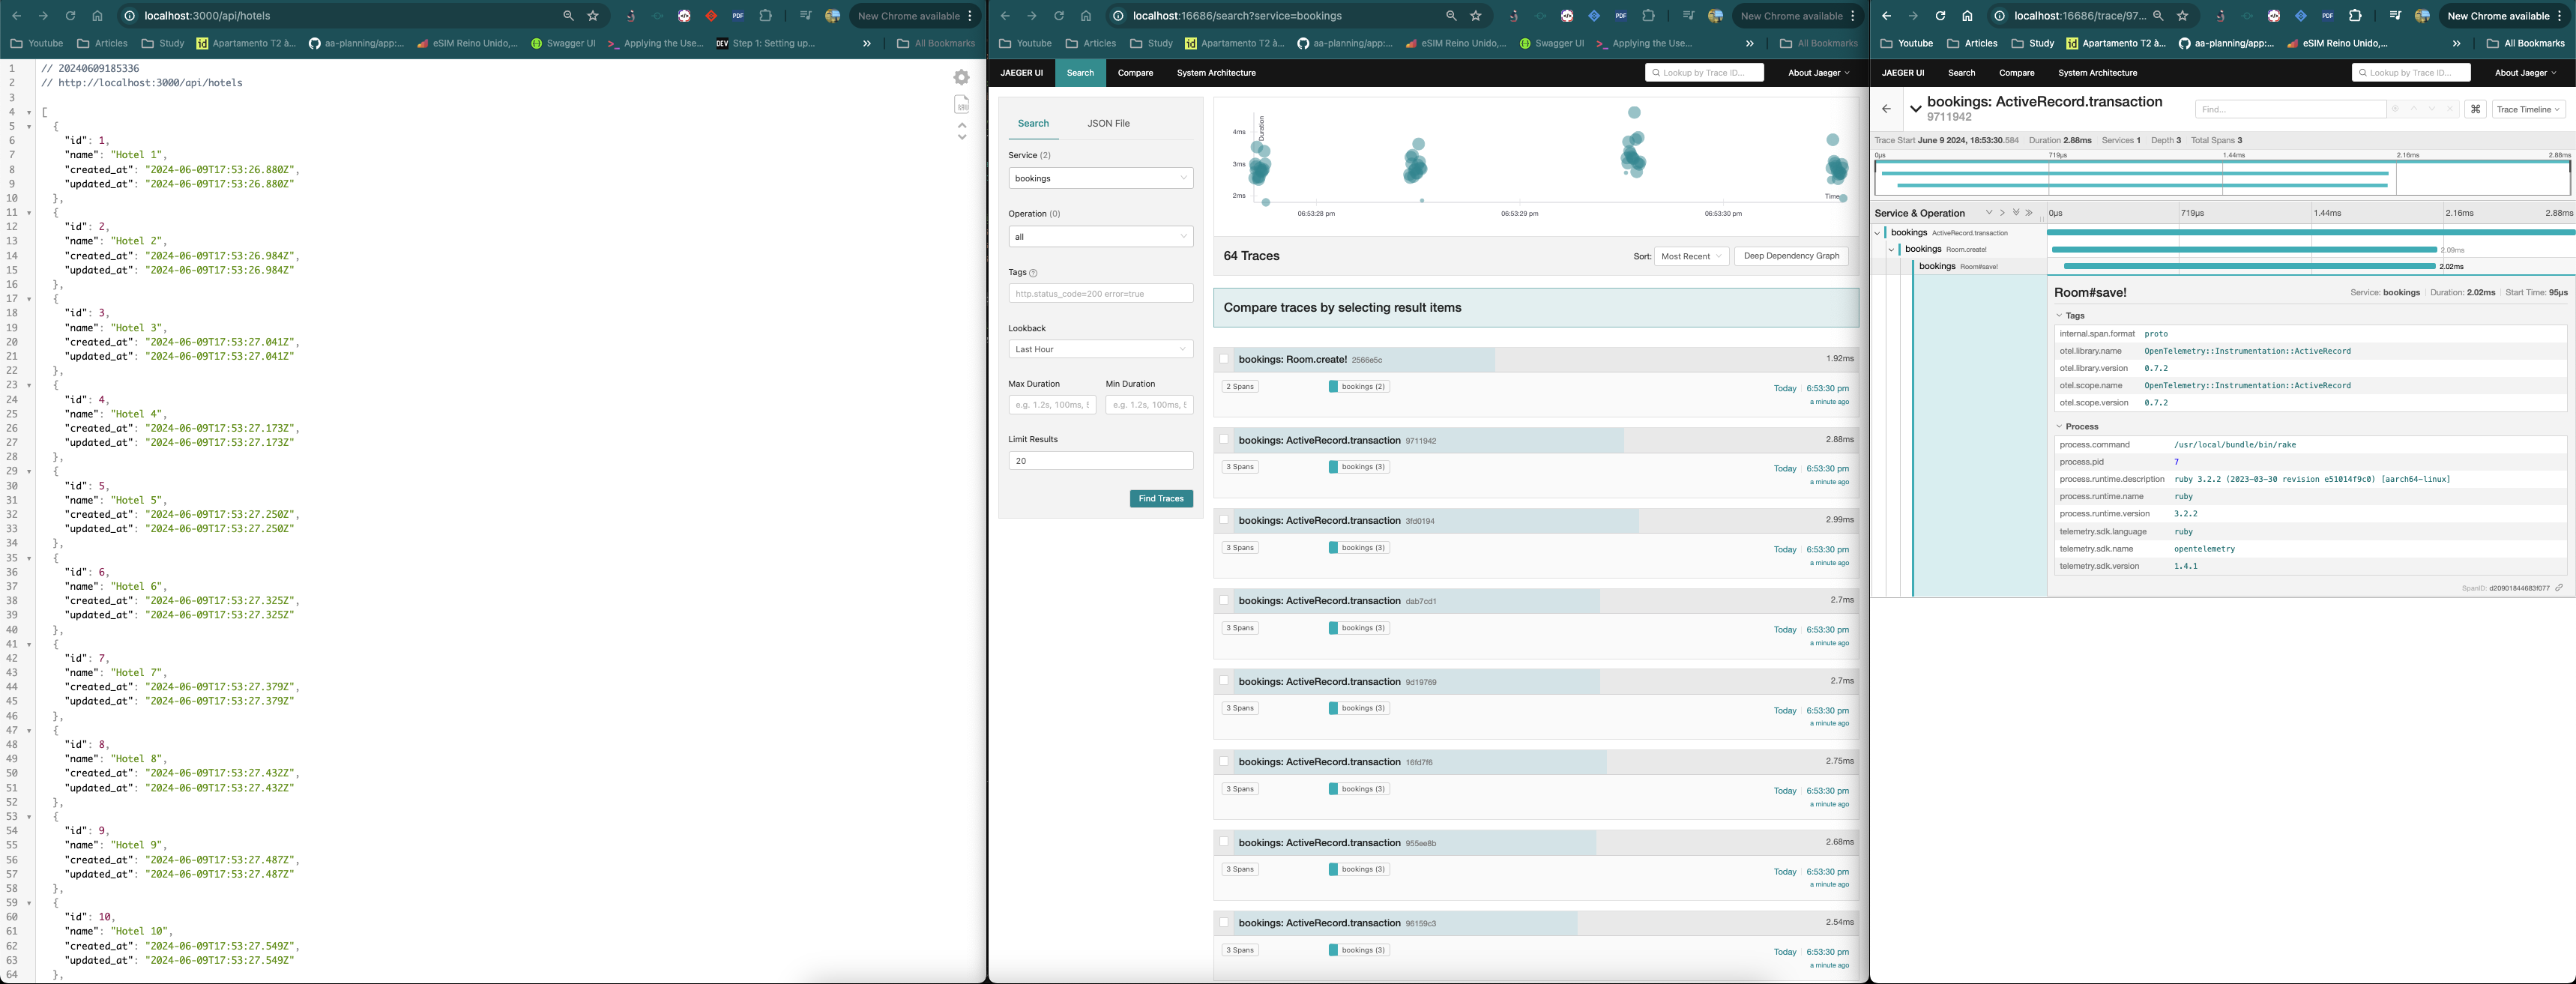 localhost:3000/api/hotels
New Chrome available
Youtube
Articles
Study
Apartamento T2 à...
aa-planning/app:...
eSIM Reino Unido,...
Swagger UI
Applying the Use...
Step 1: Setting up...
»
All Bookmarks
1 // 20240609185336
2 // http://localhost:3000/api/hotels
3
4 [
5 {
6 "id": 1,
7 "name": "Hotel 1",
8 "created_at": "2024-06-09T17:53:26.880Z",
9 "updated_at": "2024-06-09T17:53:26.880Z"
10 },
11 {
12 "id": 2,
13 "name": "Hotel 2",
14 "created_at": "2024-06-09T17:53:26.984Z",
15 "updated_at": "2024-06-09T17:53:26.984Z"
16 },
17 {
18 "id": 3,
19 "name": "Hotel 3",
20 "created_at": "2024-06-09T17:53:27.041Z",
21 "updated_at": "2024-06-09T17:53:27.041Z"
22 },
23 {
24 "id": 4,
25 "name": "Hotel 4",
26 "created_at": "2024-06-09T17:53:27.173Z",
27 "updated_at": "2024-06-09T17:53:27.173Z"
28 },
29 {
30 "id": 5,
31 "name": "Hotel 5",
32 "created_at": "2024-06-09T17:53:27.250Z",
33 "updated_at": "2024-06-09T17:53:27.250Z"
34 },
35 {
36 "id": 6,
37 "name": "Hotel 6",
38 "created_at": "2024-06-09T17:53:27.325Z",
39 "updated_at": "2024-06-09T17:53:27.325Z"
40 },
41 {
42 "id": 7,
43 "name": "Hotel 7",
44 "created_at": "2024-06-09T17:53:27.379Z",
45 "updated_at": "2024-06-09T17:53:27.379Z"
46 },
47 {
48 "id": 8,
49 "name": "Hotel 8",
50 "created_at": "2024-06-09T17:53:27.432Z",
51 "updated_at": "2024-06-09T17:53:27.432Z"
52 },
53 {
54 "id": 9,
55 "name": "Hotel 9",
56 "created_at": "2024-06-09T17:53:27.487Z",
57 "updated_at": "2024-06-09T17:53:27.487Z"
58 },
59 {
60 "id": 10,
61 "name": "Hotel 10",
62 "created_at": "2024-06-09T17:53:27.549Z",
63 "updated_at": "2024-06-09T17:53:27.549Z"
64 },
localhost:16686/search?service=bookings
New Chrome available
Youtube
Articles
Study
Apartamento T2 à...
aa-planning/app:...
eSIM Reino Unido,...
Swagger UI
Applying the Use...
»
All Bookmarks
JAEGER UI
Search
Compare
System Architecture
Lookup by Trace ID...
About Jaeger
Search
JSON File
Service (2)
bookings
Operation (0)
all
Tags
http.status_code=200 error=true
Lookback
Last Hour
Max Duration
Min Duration
e.g. 1.2s, 100ms,
e.g. 1.2s, 100ms,
Limit Results
20
Find Traces
Duration
4ms
3ms
2ms
Time
06:53:28 pm
06:53:29 pm
06:53:30 pm
64 Traces
Sort:
Most Recent
Deep Dependency Graph
Compare traces by selecting result items
bookings: Room.create! 2566e5c 1.92ms
2 Spans bookings (2) Today 6:53:30 pm
a minute ago
bookings: ActiveRecord.transaction 9711942 2.88ms
3 Spans bookings (3) Today 6:53:30 pm
a minute ago
bookings: ActiveRecord.transaction 3fd0194 2.99ms
3 Spans bookings (3) Today 6:53:30 pm
a minute ago
bookings: ActiveRecord.transaction dab7cd1 2.7ms
3 Spans bookings (3) Today 6:53:30 pm
a minute ago
bookings: ActiveRecord.transaction 9d19769 2.7ms
3 Spans bookings (3) Today 6:53:30 pm
a minute ago
bookings: ActiveRecord.transaction 16fd7f6 2.75ms
3 Spans bookings (3) Today 6:53:30 pm
a minute ago
bookings: ActiveRecord.transaction 955ee8b 2.68ms
3 Spans bookings (3) Today 6:53:30 pm
a minute ago
bookings: ActiveRecord.transaction 96159c3 2.54ms
3 Spans bookings (3) Today 6:53:30 pm
a minute ago
localhost:16686/trace/97...
New Chrome available
Youtube
Articles
Study
Apartamento T2 à...
aa-planning/app:...
eSIM Reino Unido,...
»
All Bookmarks
JAEGER UI
Search
Compare
System Architecture
Lookup by Trace ID...
About Jaeger
bookings: ActiveRecord.transaction
9711942
Find...
⌘
Trace Timeline
Trace Start June 9 2024, 18:53:30.584 Duration 2.88ms Services 1 Depth 3 Total Spans 3
0μs 719μs 1.44ms 2.16ms 2.88ms
Service & Operation
0μs 719μs 1.44ms 2.16ms 2.88ms
bookings ActiveRecord.transaction
bookings Room.create! 2.09ms
bookings Room#save! 2.02ms
Room#save!
Service: bookings Duration: 2.02ms Start Time: 95μs
Tags
internal.span.format proto
otel.library.name OpenTelemetry::Instrumentation::ActiveRecord
otel.library.version 0.7.2
otel.scope.name OpenTelemetry::Instrumentation::ActiveRecord
otel.scope.version 0.7.2
Process
process.command /usr/local/bundle/bin/rake
process.pid 7
process.runtime.description ruby 3.2.2 (2023-03-30 revision e51014f9c0) [aarch64-linux]
process.runtime.name ruby
process.runtime.version 3.2.2
telemetry.sdk.language ruby
telemetry.sdk.name opentelemetry
telemetry.sdk.version 1.4.1
SpanID: d20901844683f077